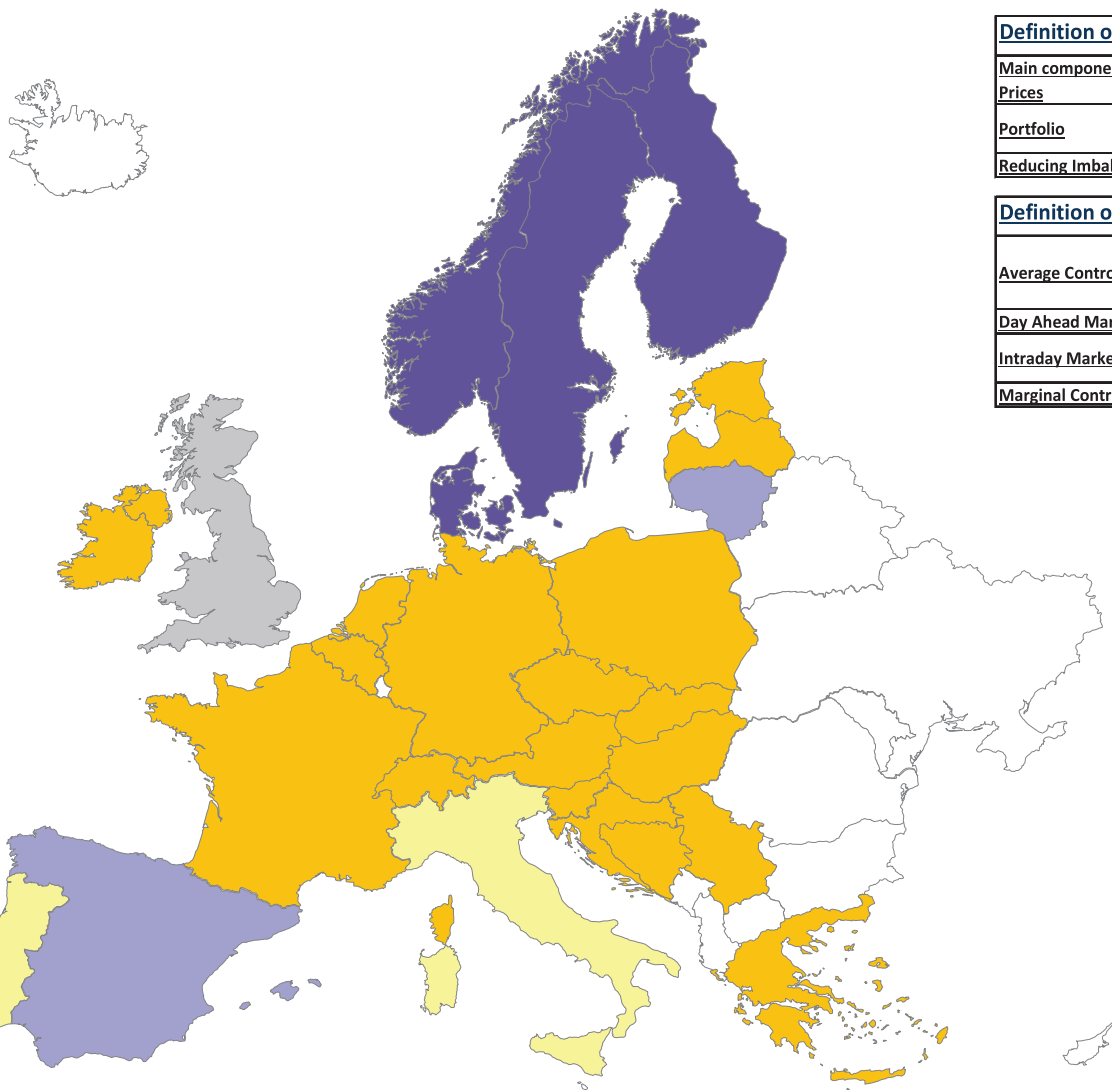 Definition o
Main compone
Prices
Portfolio
Reducing Imbal
Definition o
Average Contro
Day Ahead Mar
Intraday Marke
Marginal Contr